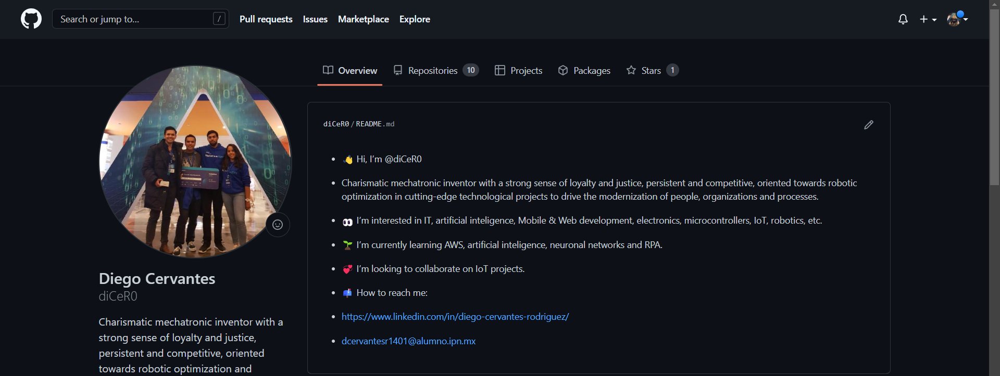 Search or jump to...
/
Pull requests
Issues
Marketplace
Explore
Overview
Repositories 10
Projects
Packages
Stars 1
diCeR0/README.md
👋 Hi, I’m @diCeR0
Charismatic mechatronic inventor with a strong sense of loyalty and justice, persistent and competitive, oriented towards robotic
optimization in cutting-edge technological projects to drive the modernization of people, organizations and processes.
👀 I’m interested in IT, artificial inteligence, Mobile & Web development, electronics, microcontrollers, IoT, robotics, etc.
🌱 I’m currently learning AWS, artificial inteligence, neuronal networks and RPA.
💞️ I’m looking to collaborate on IoT projects.
📫 How to reach me:
https://www.linkedin.com/in/diego-cervantes-rodriguez/
dcervantesr1401@alumno.ipn.mx
Diego Cervantes
diCeR0
Charismatic mechatronic inventor with a
strong sense of loyalty and justice,
persistent and competitive, oriented
towards robotic optimization and